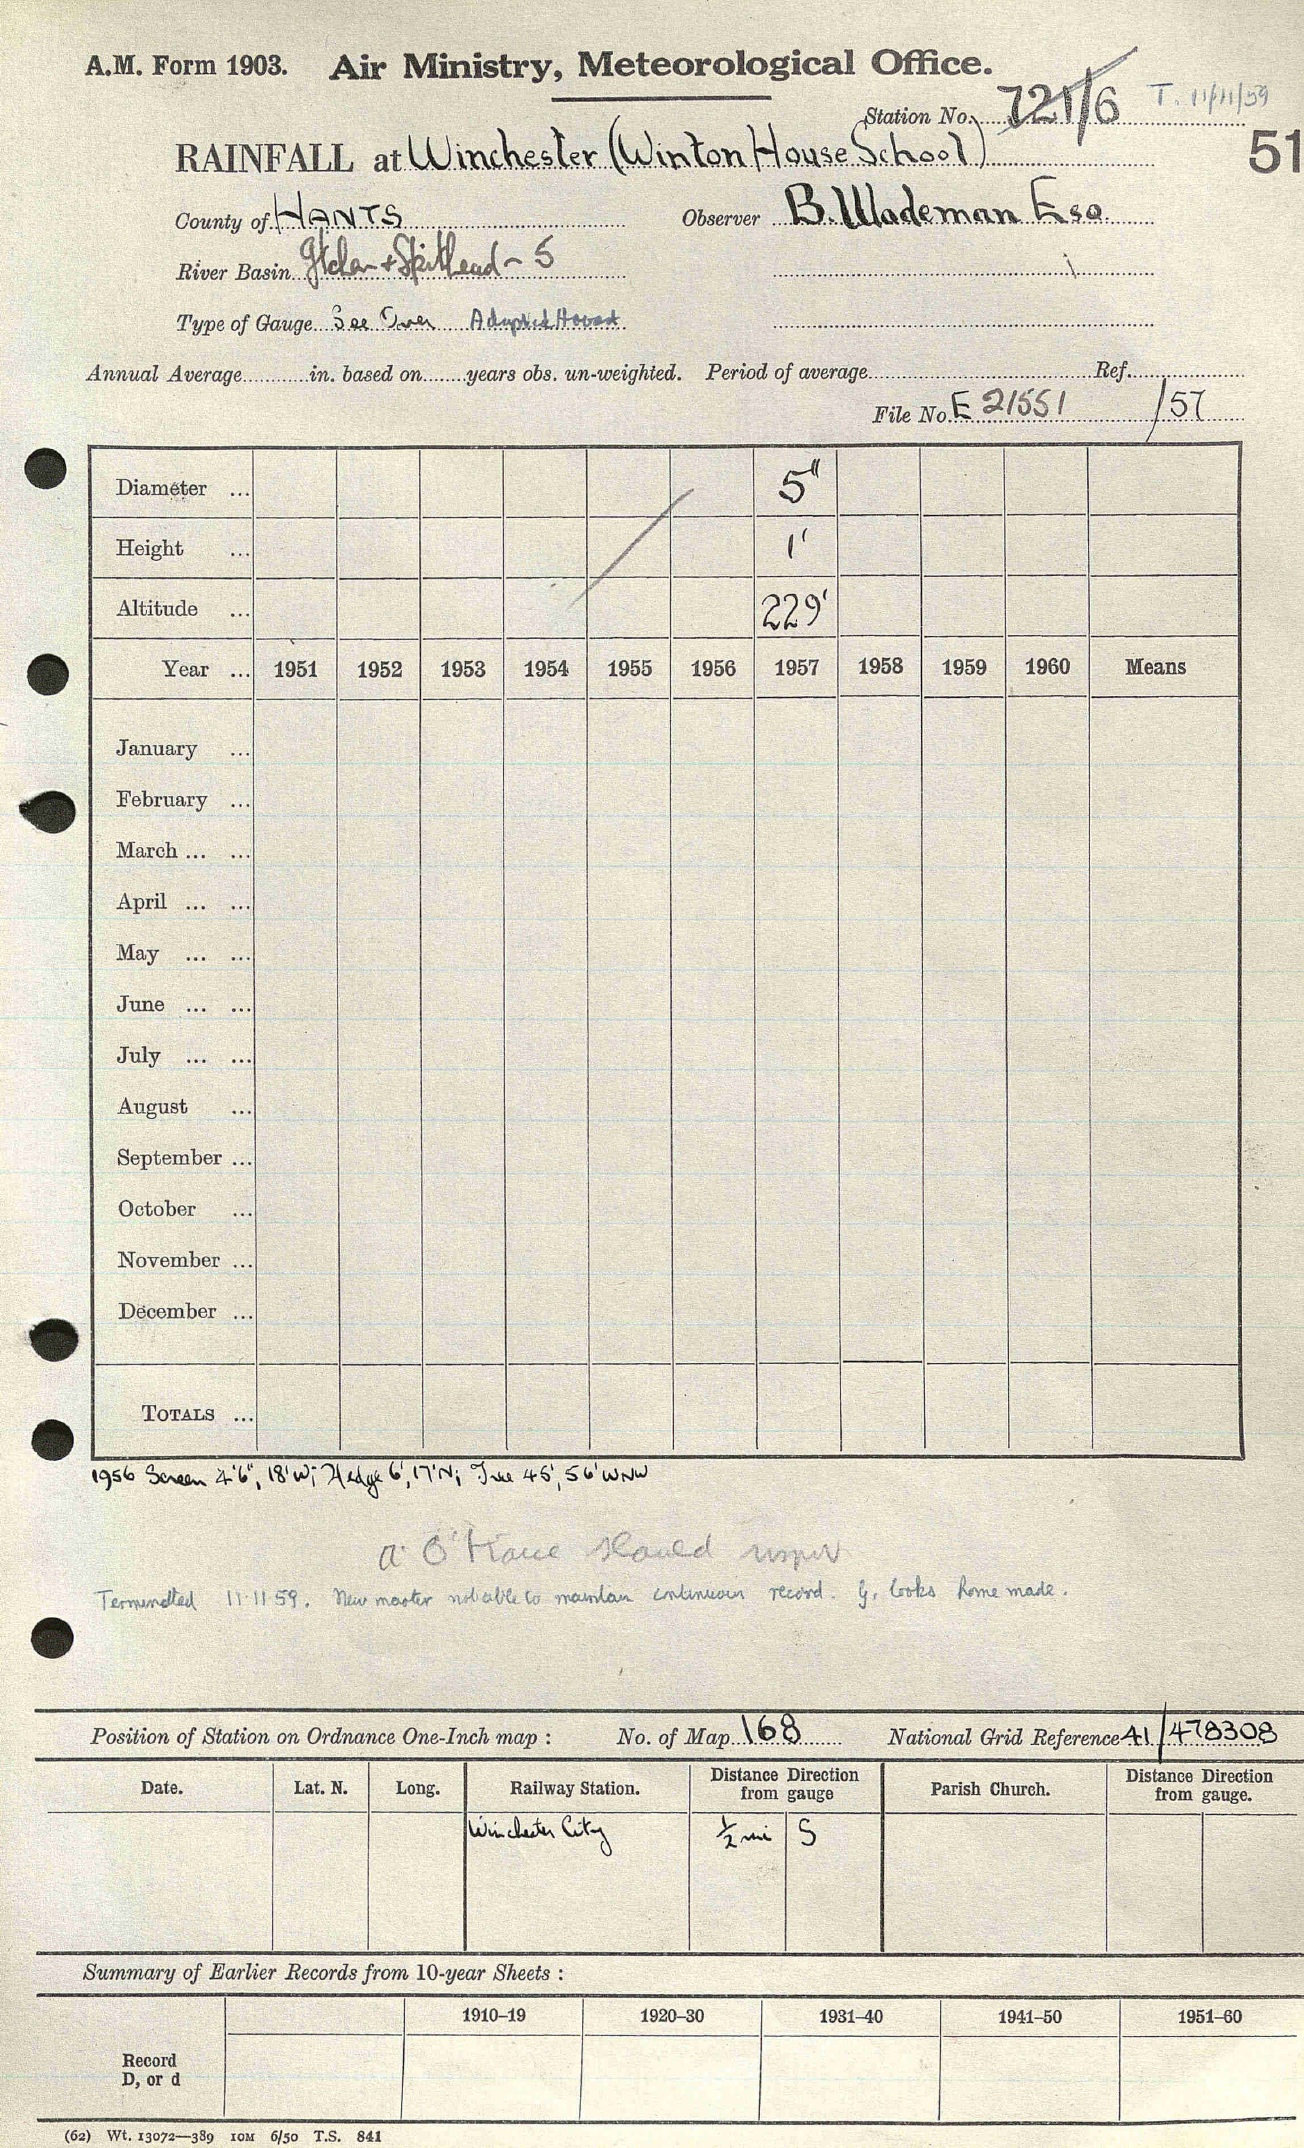 A.M. Form 1903. Air Ministry, Meteorological Office.
Station No. 721/6 T. 11/11/59
RAINFALL at Winchester (Winton House School)
51
County of HANTS Observer B. Wademan Esq.
River Basin Itchen + Spithead - 5
Type of Gauge See Over Adapted
Annual Average in. based on years obs. un-weighted. Period of average Ref.
File No. E 21551 /57
Diameter ... 5"
Height ... 1'
Altitude ... 229'
Year ... 1951 1952 1953 1954 1955 1956 1957 1958 1959 1960 Means
January ...
February ...
March ... ...
April ... ...
May ... ...
June ... ...
July ... ...
August ...
September ...
October ...
November ...
December ...
TOTALS ...
1956 Screen 4'6", 18'W; Hedge 6', 17'N; Tree 45', 56' WNW
should
Terminated 11.11.59. New master not able to maintain continuous record. G. looks home made.
Position of Station on Ordnance One-Inch map : No. of Map 168 National Grid Reference 41/478308
Date. Lat. N. Long. Railway Station. Distance Direction from gauge Parish Church. Distance Direction from gauge.
Winchester City ½ mi S
Summary of Earlier Records from 10-year Sheets :
1910–19 1920–30 1931–40 1941–50 1951–60
Record
D, or d
(62) Wt. 13072—389 10M 6/50 T.S. 841